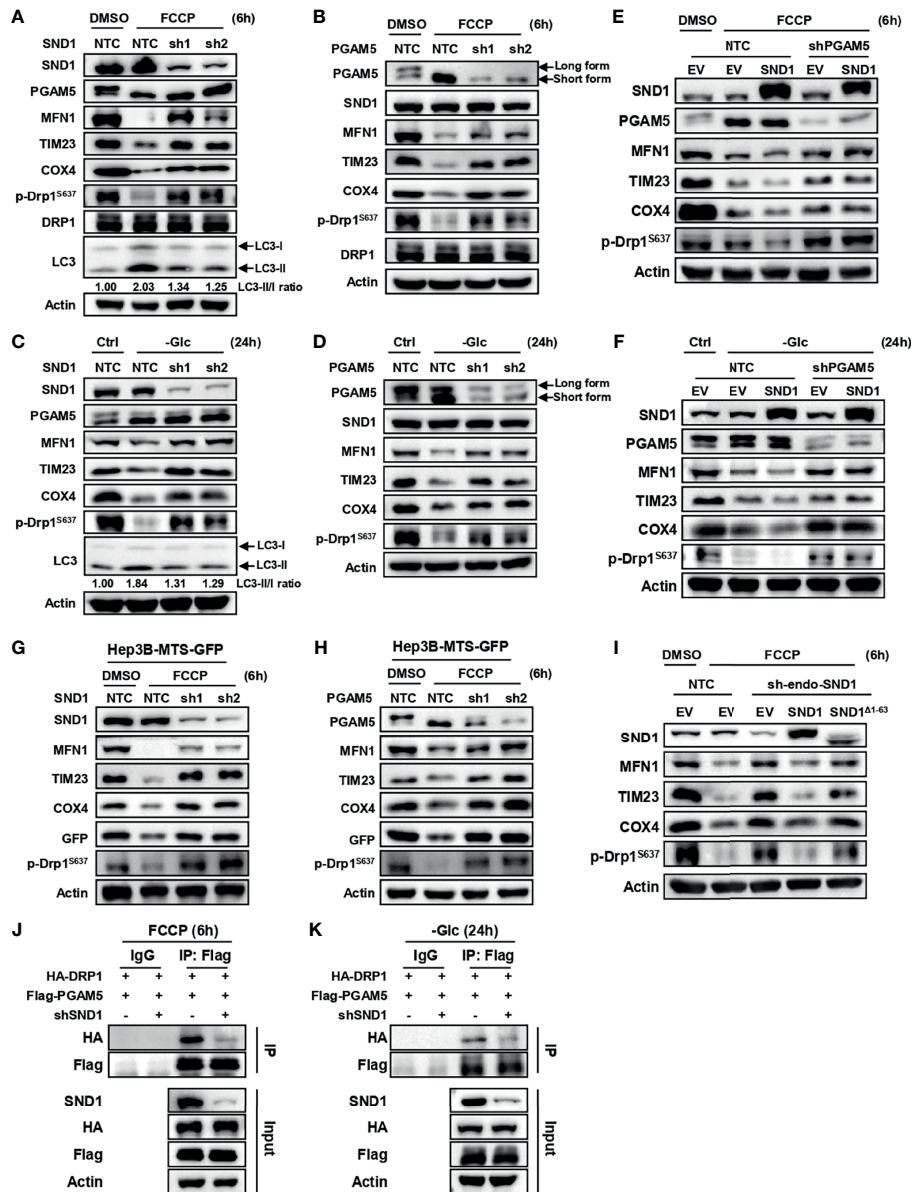 A
DMSO FCCP (6h)
SND1 NTC NTC sh1 sh2
SND1
PGAM5
MFN1
TIM23
COX4
p-Drp1S637
DRP1
LC3 LC3-I
LC3-II
1.00 2.03 1.34 1.25 LC3-II/I ratio
Actin
B
DMSO FCCP (6h)
PGAM5 NTC NTC sh1 sh2
PGAM5 Long form
Short form
SND1
MFN1
TIM23
COX4
p-Drp1S637
DRP1
Actin
E
DMSO FCCP (6h)
NTC shPGAM5
EV EV SND1 EV SND1
SND1
PGAM5
MFN1
TIM23
COX4
p-Drp1S637
Actin
C
Ctrl -Glc (24h)
SND1 NTC NTC sh1 sh2
SND1
PGAM5
MFN1
TIM23
COX4
p-Drp1S637
LC3 LC3-I
LC3-II
1.00 1.84 1.31 1.29 LC3-II/I ratio
Actin
D
Ctrl -Glc (24h)
PGAM5 NTC NTC sh1 sh2
PGAM5 Long form
Short form
SND1
MFN1
TIM23
COX4
p-Drp1S637
Actin
F
Ctrl -Glc (24h)
NTC shPGAM5
EV EV SND1 EV SND1
SND1
PGAM5
MFN1
TIM23
COX4
p-Drp1S637
Actin
G
Hep3B-MTS-GFP
DMSO FCCP (6h)
SND1 NTC NTC sh1 sh2
SND1
MFN1
TIM23
COX4
GFP
p-Drp1S637
Actin
H
Hep3B-MTS-GFP
DMSO FCCP (6h)
PGAM5 NTC NTC sh1 sh2
PGAM5
MFN1
TIM23
COX4
GFP
p-Drp1S637
Actin
I
DMSO FCCP (6h)
NTC sh-endo-SND1
EV EV EV SND1 SND1Δ1-63
SND1
MFN1
TIM23
COX4
p-Drp1S637
Actin
J
FCCP (6h)
IgG IP: Flag
HA-DRP1 + + + +
Flag-PGAM5 + + + +
shSND1 - + - +
HA
Flag
IP
SND1
HA
Flag
Actin
Input
K
-Glc (24h)
IgG IP: Flag
HA-DRP1 + + + +
Flag-PGAM5 + + + +
shSND1 - + - +
HA
Flag
IP
SND1
HA
Flag
Actin
Input